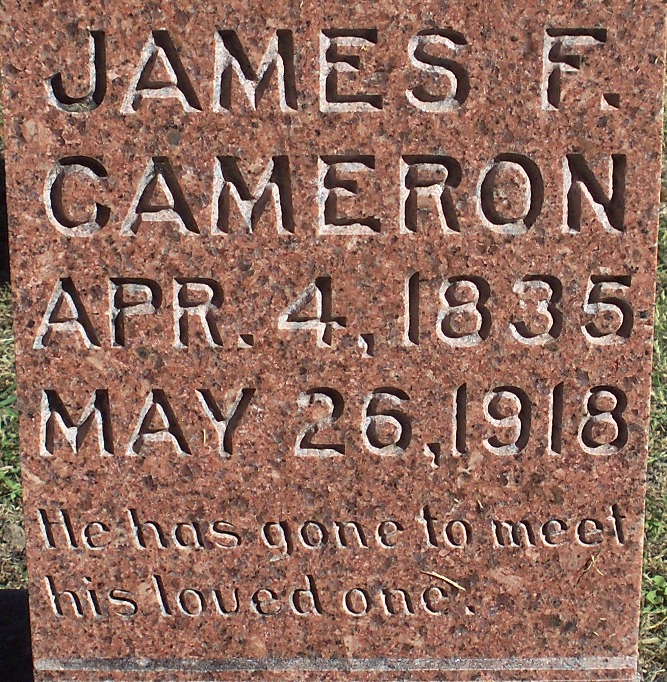 JAMES F.
CAMERON
APR. 4, 1835
MAY 26, 1918
He has gone to meet
his loved one.